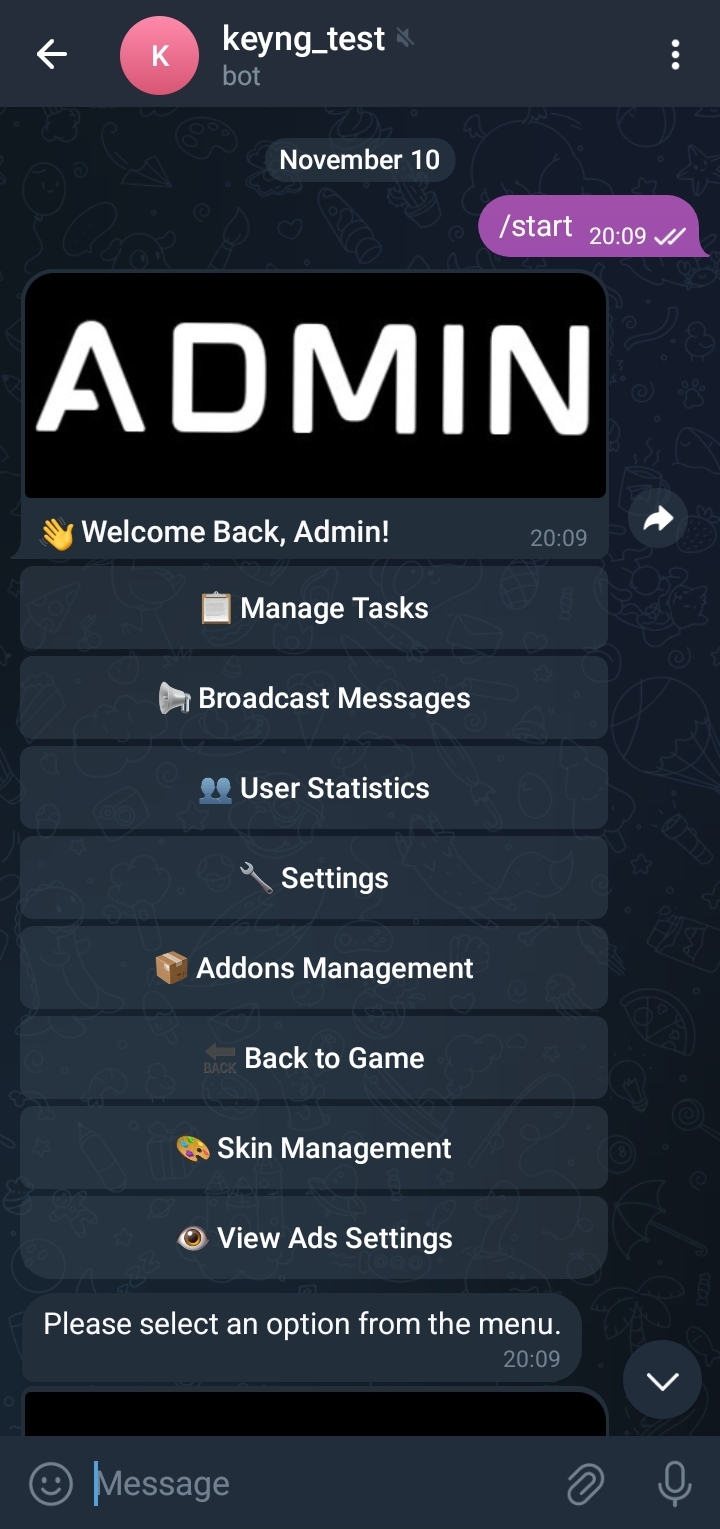 K
keyng_test
bot
November 10
/start 20:09
ADMIN
👋 Welcome Back, Admin! 20:09
📋 Manage Tasks
📢 Broadcast Messages
👥 User Statistics
🔧 Settings
📦 Addons Management
🔙 Back to Game
🎨 Skin Management
👁 View Ads Settings
Please select an option from the menu.
20:09
Message